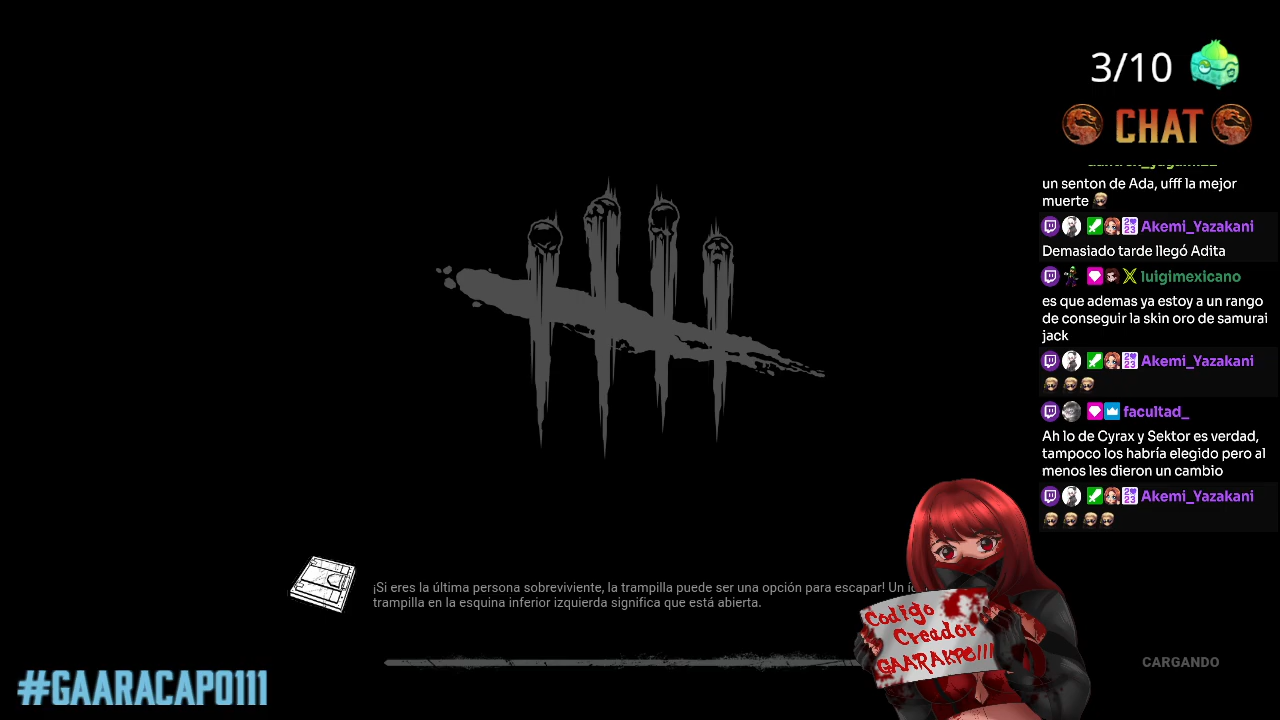 3/10
CHAT
un senton de Ada, ufff la mejor
muerte
Akemi_Yazakani
Demasiado tarde llegó Adita
luigimexicano
es que ademas ya estoy a un rango
de conseguir la skin oro de samurai
jack
Akemi_Yazakani
facultad_
Ah lo de Cyrax y Sektor es verdad,
tampoco los habría elegido pero al
menos les dieron un cambio
Akemi_Yazakani
¡Si eres la última persona sobreviviente, la trampilla puede ser una opción para escapar! Un
trampilla en la esquina inferior izquierda significa que está abierta.
Codigo
Creador
GAARAKPO111
CARGANDO
#GAARACAPO111